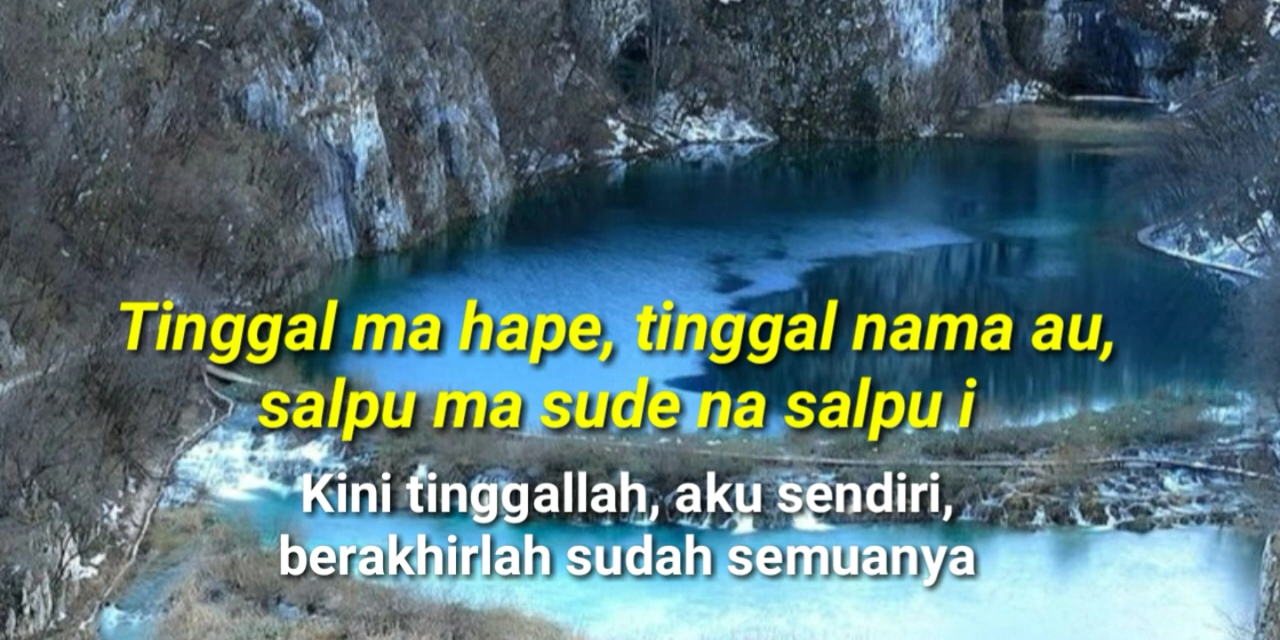 Tinggal ma hape, tinggal nama au,
salpu ma sude na salpu i
Kini tinggallah, aku sendiri,
berakhirlah sudah semuanya